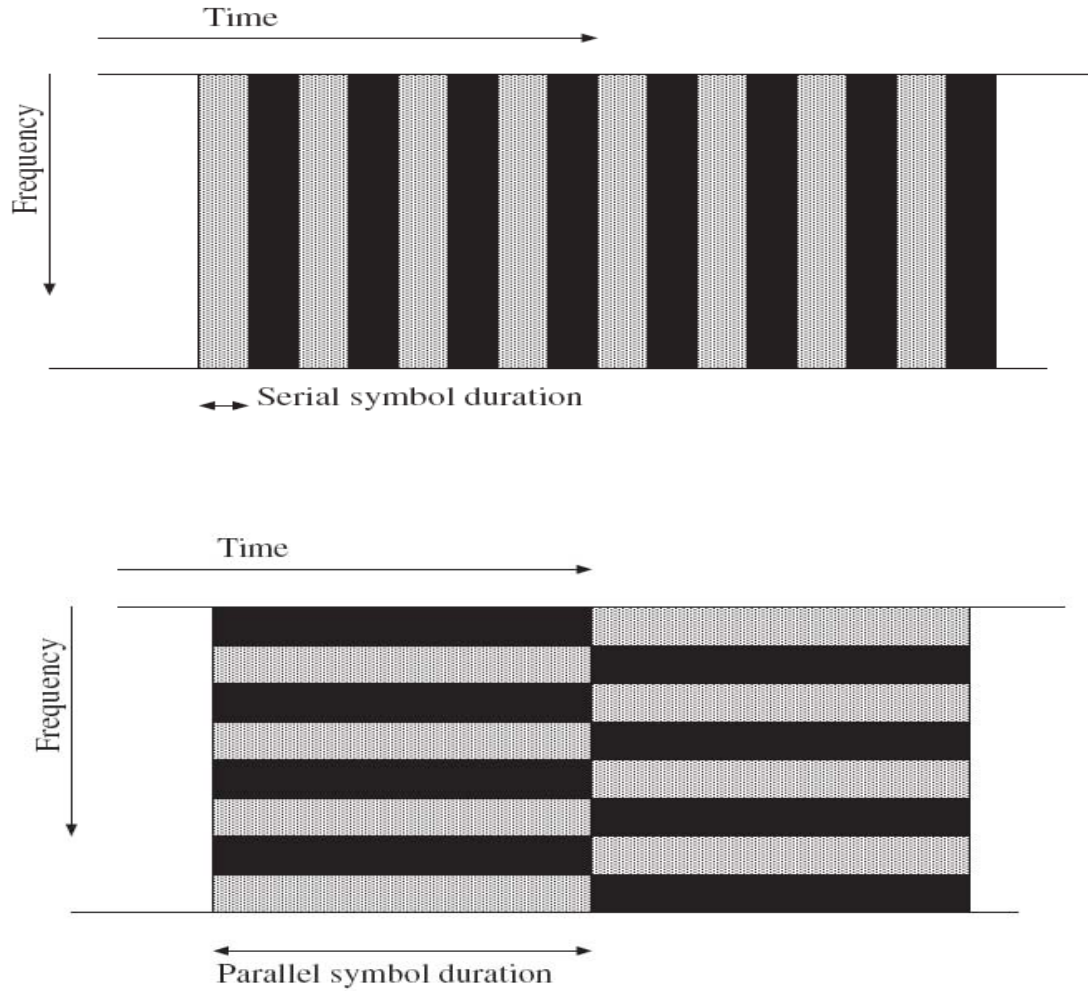 Time
Frequency
Serial symbol duration
Time
Frequency
Parallel symbol duration